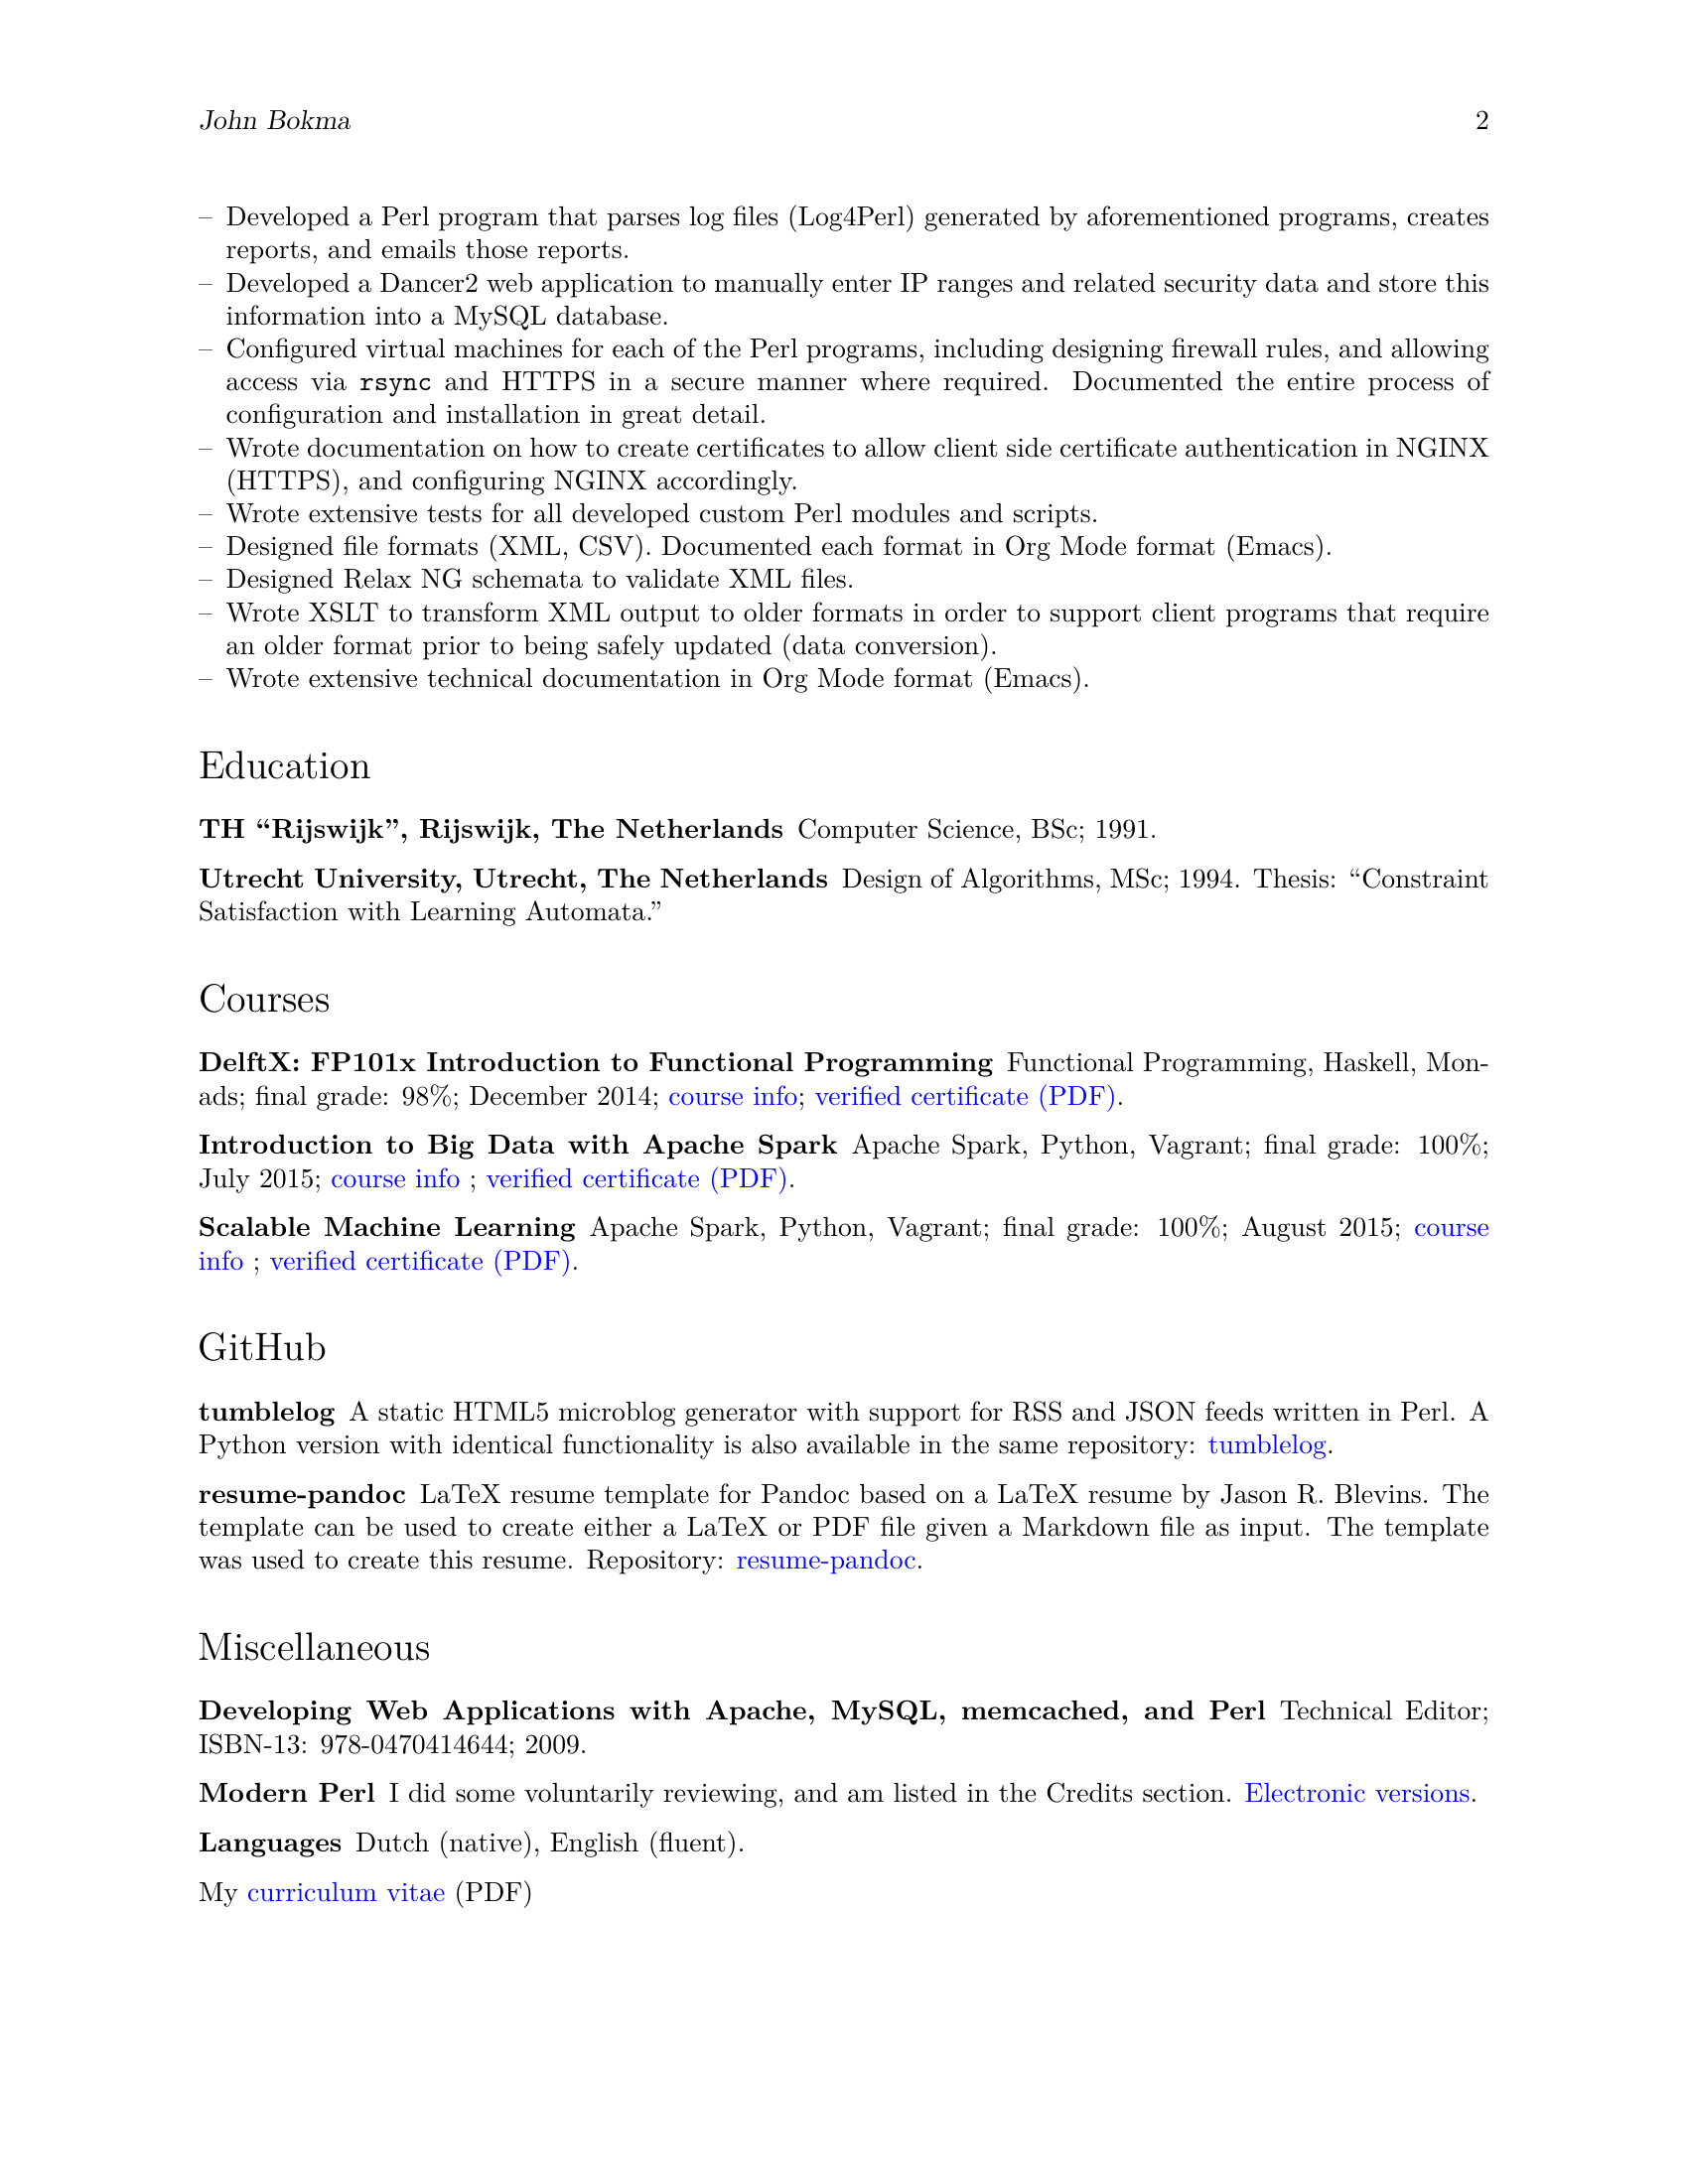 John Bokma 2
– Developed a Perl program that parses log files (Log4Perl) generated by aforementioned programs, creates
reports, and emails those reports.
– Developed a Dancer2 web application to manually enter IP ranges and related security data and store this
information into a MySQL database.
– Configured virtual machines for each of the Perl programs, including designing firewall rules, and allowing
access via rsync and HTTPS in a secure manner where required. Documented the entire process of
configuration and installation in great detail.
– Wrote documentation on how to create certificates to allow client side certificate authentication in NGINX
(HTTPS), and configuring NGINX accordingly.
– Wrote extensive tests for all developed custom Perl modules and scripts.
– Designed file formats (XML, CSV). Documented each format in Org Mode format (Emacs).
– Designed Relax NG schemata to validate XML files.
– Wrote XSLT to transform XML output to older formats in order to support client programs that require
an older format prior to being safely updated (data conversion).
– Wrote extensive technical documentation in Org Mode format (Emacs).
Education
TH “Rijswijk”, Rijswijk, The Netherlands Computer Science, BSc; 1991.
Utrecht University, Utrecht, The Netherlands Design of Algorithms, MSc; 1994. Thesis: “Constraint
Satisfaction with Learning Automata.”
Courses
DelftX: FP101x Introduction to Functional Programming Functional Programming, Haskell, Mon-
ads; final grade: 98%; December 2014; course info; verified certificate (PDF).
Introduction to Big Data with Apache Spark Apache Spark, Python, Vagrant; final grade: 100%;
July 2015; course info ; verified certificate (PDF).
Scalable Machine Learning Apache Spark, Python, Vagrant; final grade: 100%; August 2015; course
info ; verified certificate (PDF).
GitHub
tumblelog A static HTML5 microblog generator with support for RSS and JSON feeds written in Perl. A
Python version with identical functionality is also available in the same repository: tumblelog.
resume-pandoc LaTeX resume template for Pandoc based on a LaTeX resume by Jason R. Blevins. The
template can be used to create either a LaTeX or PDF file given a Markdown file as input. The template
was used to create this resume. Repository: resume-pandoc.
Miscellaneous
Developing Web Applications with Apache, MySQL, memcached, and Perl Technical Editor;
ISBN-13: 978-0470414644; 2009.
Modern Perl I did some voluntarily reviewing, and am listed in the Credits section. Electronic versions.
Languages Dutch (native), English (fluent).
My curriculum vitae (PDF)